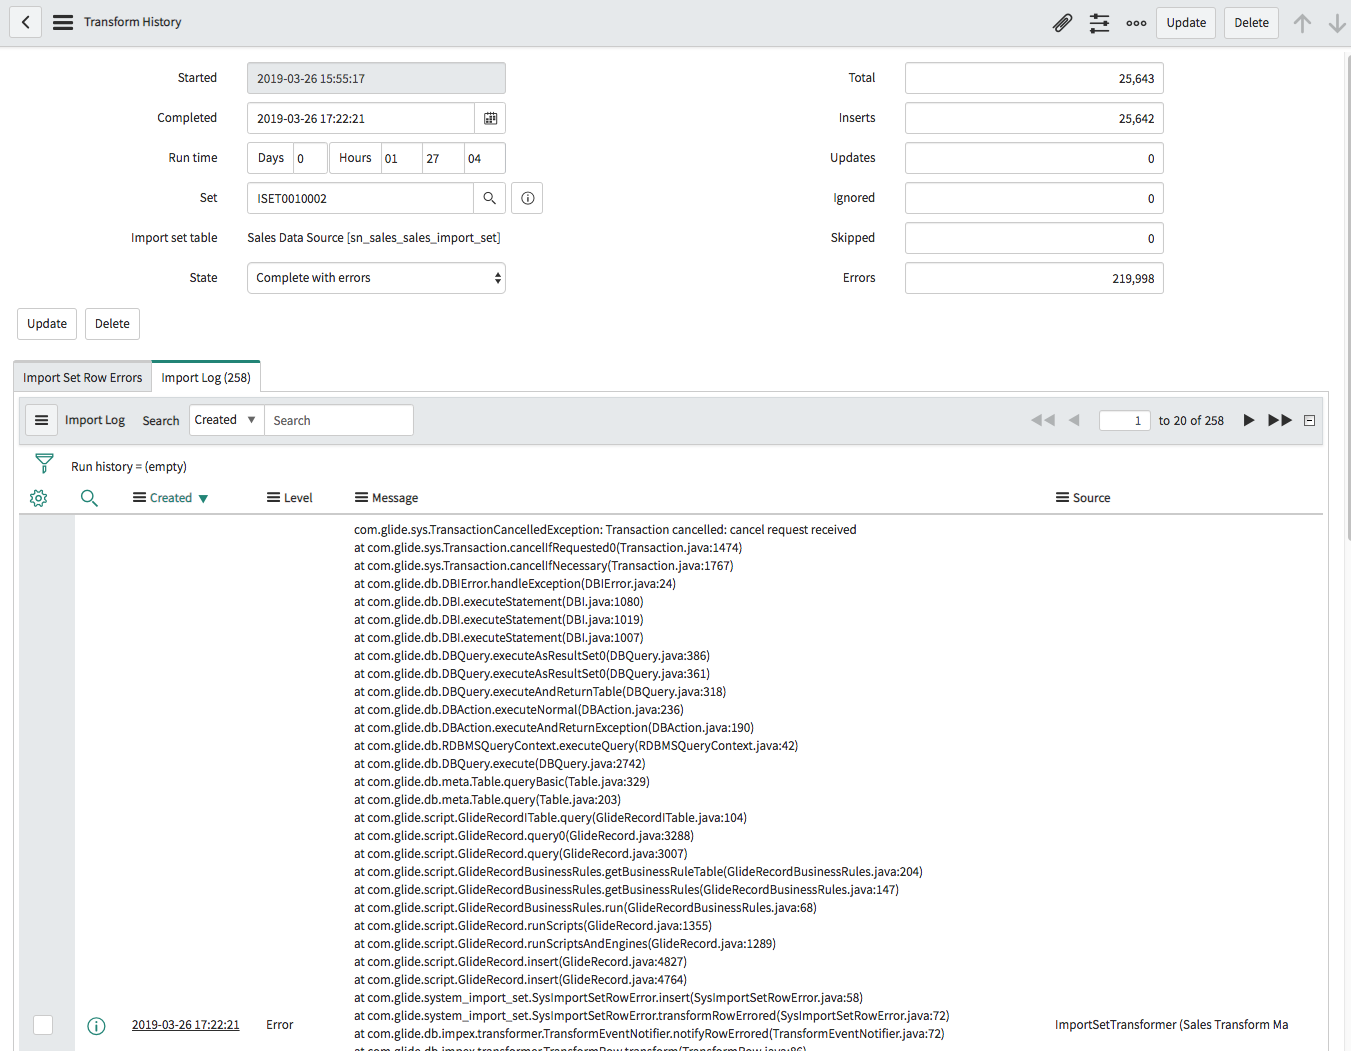 Transform History
Update
Delete
Started
2019-03-26 15:55:17
Total
25,643
Completed
2019-03-26 17:22:21
Inserts
25,642
Run time
Days 0 Hours 01 27 04
Updates
0
Set
ISET0010002
Ignored
0
Import set table
Sales Data Source [sn_sales_sales_import_set]
Skipped
0
State
Complete with errors
Errors
219,998
Update
Delete
Import Set Row Errors
Import Log (258)
Import Log Search Created Search
1 to 20 of 258
Run history = (empty)
Created Level Message Source
com.glide.sys.TransactionCancelledException: Transaction cancelled: cancel request received
at com.glide.sys.Transaction.cancelIfRequested0(Transaction.java:1474)
at com.glide.sys.Transaction.cancelIfNecessary(Transaction.java:1767)
at com.glide.db.DBIError.handleException(DBIError.java:24)
at com.glide.db.DBI.executeStatement(DBI.java:1080)
at com.glide.db.DBI.executeStatement(DBI.java:1019)
at com.glide.db.DBI.executeStatement(DBI.java:1007)
at com.glide.db.DBQuery.executeAsResultSet0(DBQuery.java:386)
at com.glide.db.DBQuery.executeAsResultSet0(DBQuery.java:361)
at com.glide.db.DBQuery.executeAndReturnTable(DBQuery.java:318)
at com.glide.db.DBAction.executeNormal(DBAction.java:236)
at com.glide.db.DBAction.executeAndReturnException(DBAction.java:190)
at com.glide.db.RDBMSQueryContext.executeQuery(RDBMSQueryContext.java:42)
at com.glide.db.DBQuery.execute(DBQuery.java:2742)
at com.glide.db.meta.Table.queryBasic(Table.java:329)
at com.glide.db.meta.Table.query(Table.java:203)
at com.glide.script.GlideRecordITable.query(GlideRecordITable.java:104)
at com.glide.script.GlideRecord.query0(GlideRecord.java:3288)
at com.glide.script.GlideRecord.query(GlideRecord.java:3007)
at com.glide.script.GlideRecordBusinessRules.getBusinessRuleTable(GlideRecordBusinessRules.java:204)
at com.glide.script.GlideRecordBusinessRules.getBusinessRules(GlideRecordBusinessRules.java:147)
at com.glide.script.GlideRecordBusinessRules.run(GlideRecordBusinessRules.java:68)
at com.glide.script.GlideRecord.runScripts(GlideRecord.java:1355)
at com.glide.script.GlideRecord.runScriptsAndEngines(GlideRecord.java:1289)
at com.glide.script.GlideRecord.insert(GlideRecord.java:4827)
at com.glide.script.GlideRecord.insert(GlideRecord.java:4764)
at com.glide.system_import_set.SysImportSetRowError.insert(SysImportSetRowError.java:58)
at com.glide.system_import_set.SysImportSetRowError.transformRowErrored(SysImportSetRowError.java:72)
2019-03-26 17:22:21 Error
ImportSetTransformer (Sales Transform Ma
at com.glide.db.impex.transformer.TransformEventNotifier.notifyRowErrored(TransformEventNotifier.java:72)
at com.glide.db.impex.transformer.TransformRow.transform(TransformRow.java:86)